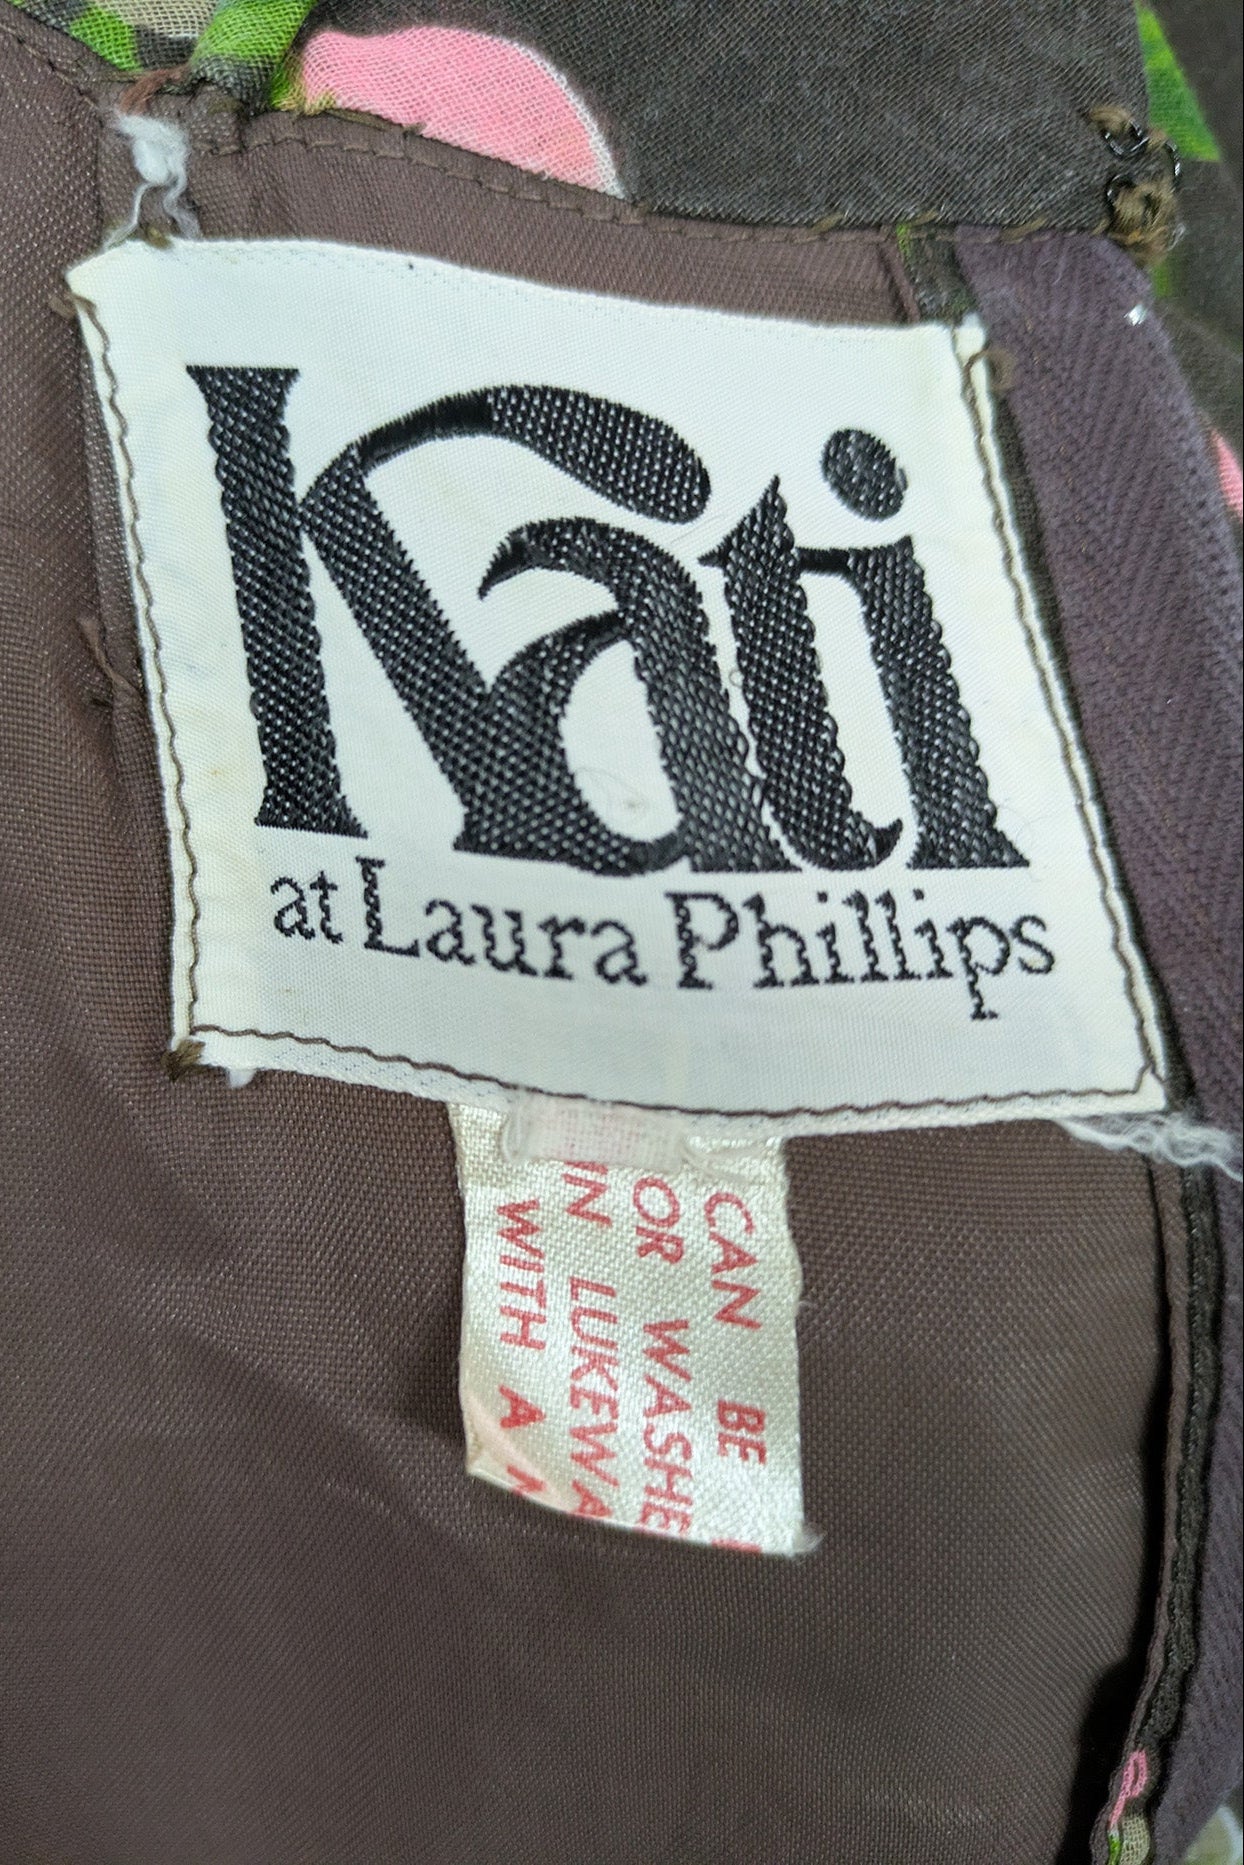 Kati
at Laura Phillips
CAN BE
OR WASHE
IN LUKEWA
WITH A